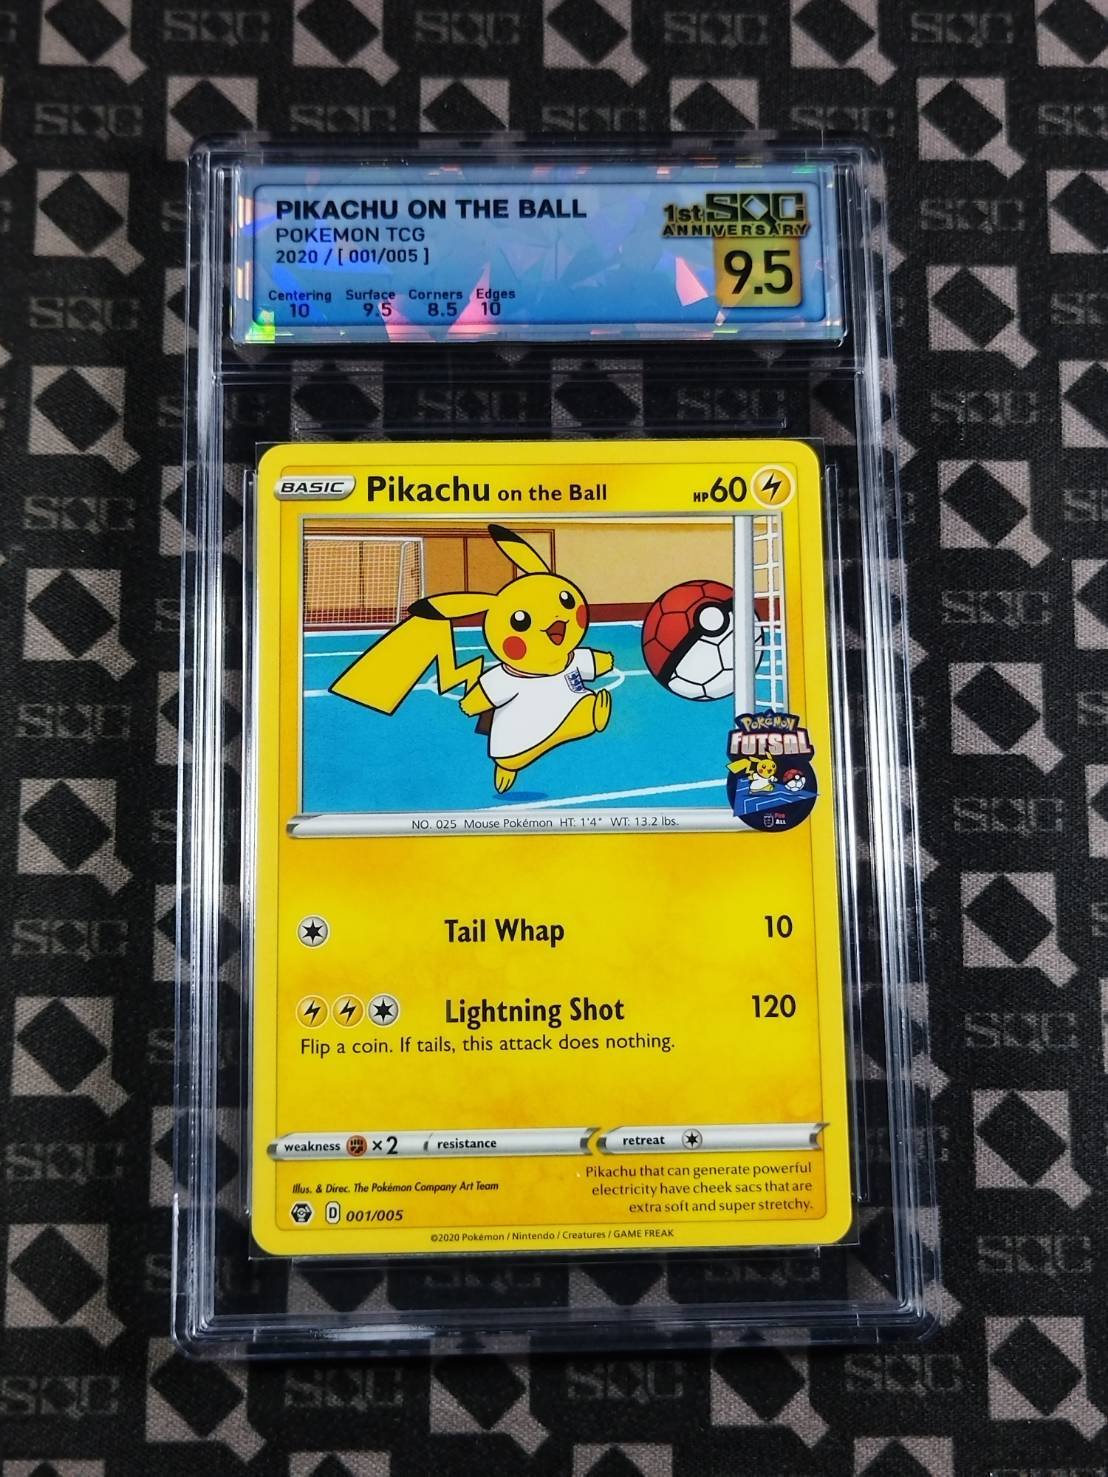 PIKACHU ON THE BALL
POKEMON TCG
2020 / [ 001/005 ]
Centering Surface Corners Edges
10 9.5 8.5 10
1st SQC
ANNIVERSARY
9.5
BASIC Pikachu on the Ball HP 60
POKéMON
FUTSAL
NO. 025 Mouse Pokémon HT: 1'4" WT: 13.2 lbs.
Tail Whap 10
Lightning Shot 120
Flip a coin. If tails, this attack does nothing.
weakness ×2 resistance retreat
Pikachu that can generate powerful
electricity have cheek sacs that are
extra soft and super stretchy.
Illus. & Direc. The Pokémon Company Art Team
D 001/005
©2020 Pokémon / Nintendo / Creatures / GAME FREAK